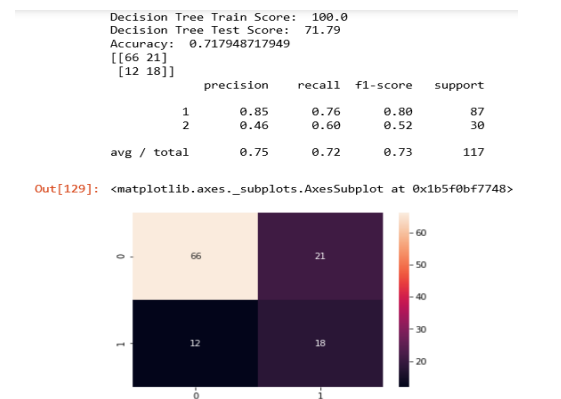 Decision Tree Train Score:  100.0
Decision Tree Test Score:  71.79
Accuracy:  0.717948717949
[[66 21]
 [12 18]]
             precision    recall  f1-score   support

          1       0.85      0.76      0.80        87
          2       0.46      0.60      0.52        30

avg / total       0.75      0.72      0.73       117

Out[129]: <matplotlib.axes._subplots.AxesSubplot at 0x1b5f0bf7748>
0 66 21
1 12 18
0 1
60
50
40
30
20